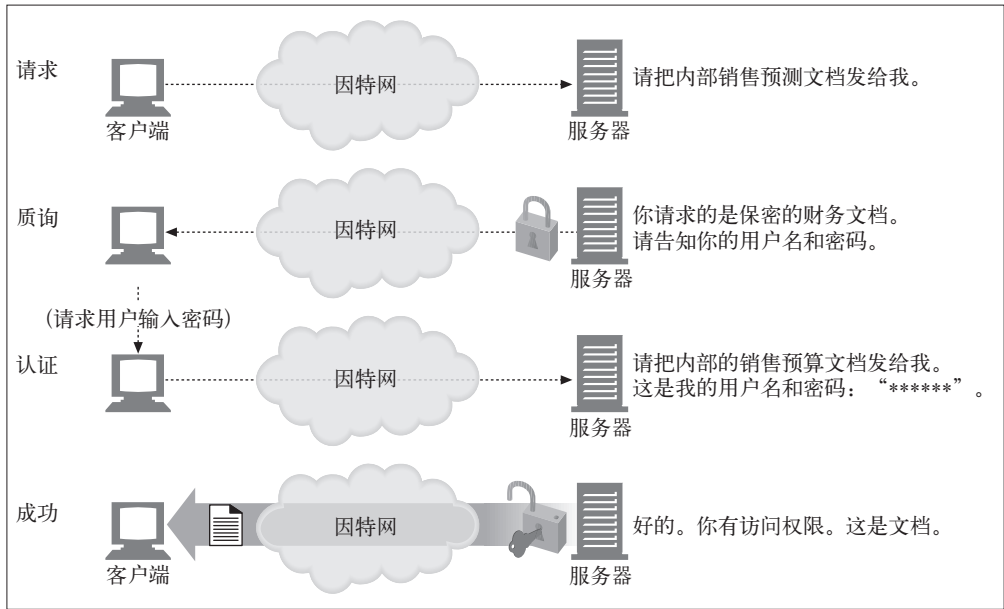 请求
客户端
因特网
服务器
请把内部销售预测文档发给我。
质询
因特网
服务器
你请求的是保密的财务文档。
请告知你的用户名和密码。
(请求用户输入密码)
认证
因特网
服务器
请把内部的销售预算文档发给我。
这是我的用户名和密码：“******”。
成功
客户端
因特网
服务器
好的。你有访问权限。这是文档。